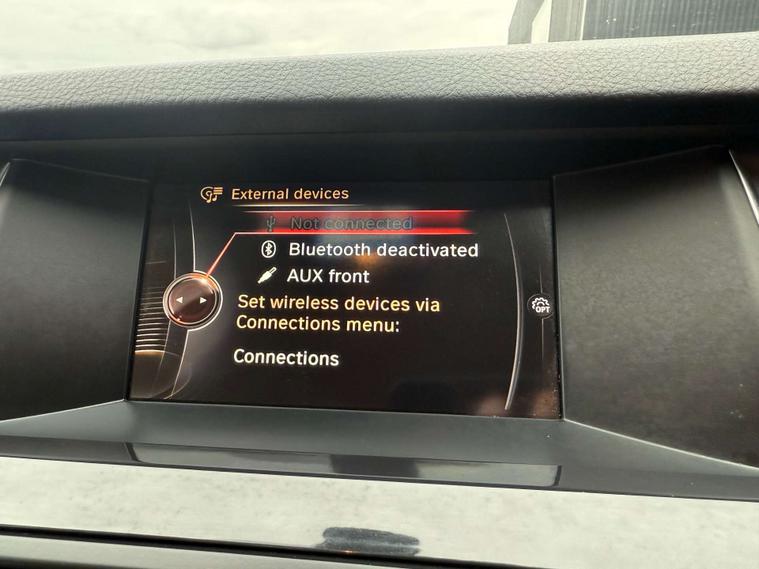 External devices
Not connected
Bluetooth deactivated
AUX front
Set wireless devices via
Connections menu:
OPT
Connections